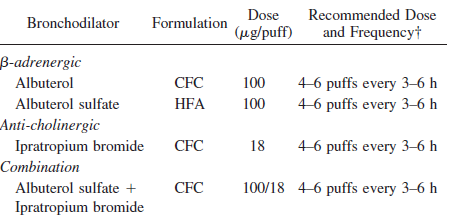 Bronchodilator Formulation Dose (μg/puff) Recommended Dose and Frequency†
β-adrenergic
Albuterol CFC 100 4–6 puffs every 3–6 h
Albuterol sulfate HFA 100 4–6 puffs every 3–6 h
Anti-cholinergic
Ipratropium bromide CFC 18 4–6 puffs every 3–6 h
Combination
Albuterol sulfate + CFC 100/18 4–6 puffs every 3–6 h
Ipratropium bromide